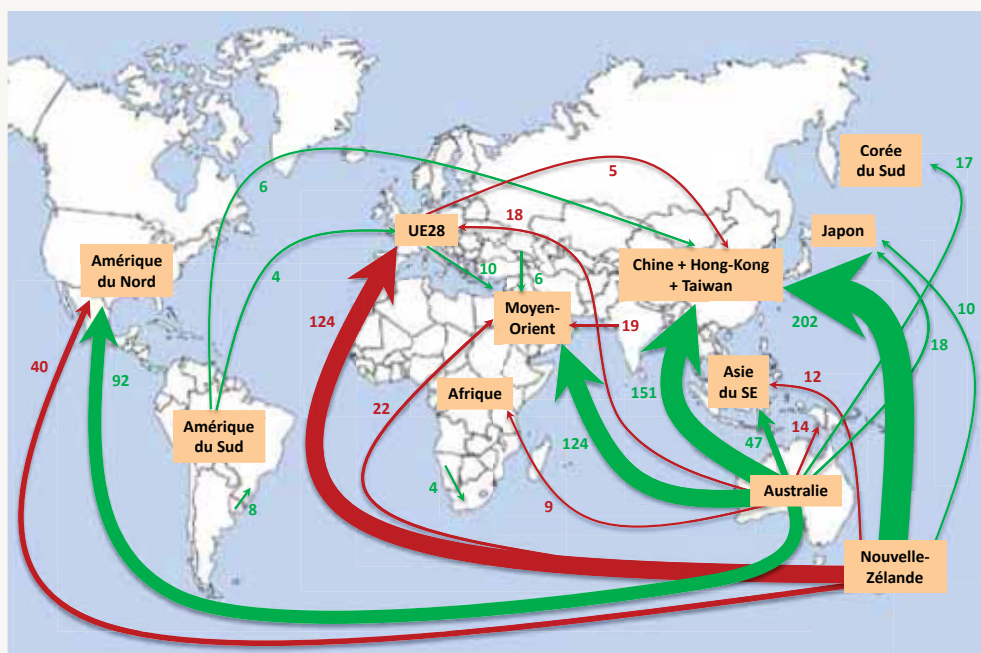 Corée
du Sud
17
6
5
18
UE28
Japon
Amérique
du Nord
4
10
6
Chine + Hong-Kong
+ Taiwan
Moyen-
Orient
124
19
202
10
18
40
92
22
Afrique
151
Asie
du SE
12
Amérique
du Sud
124
47
14
4
9
8
Australie
Nouvelle-
Zélande